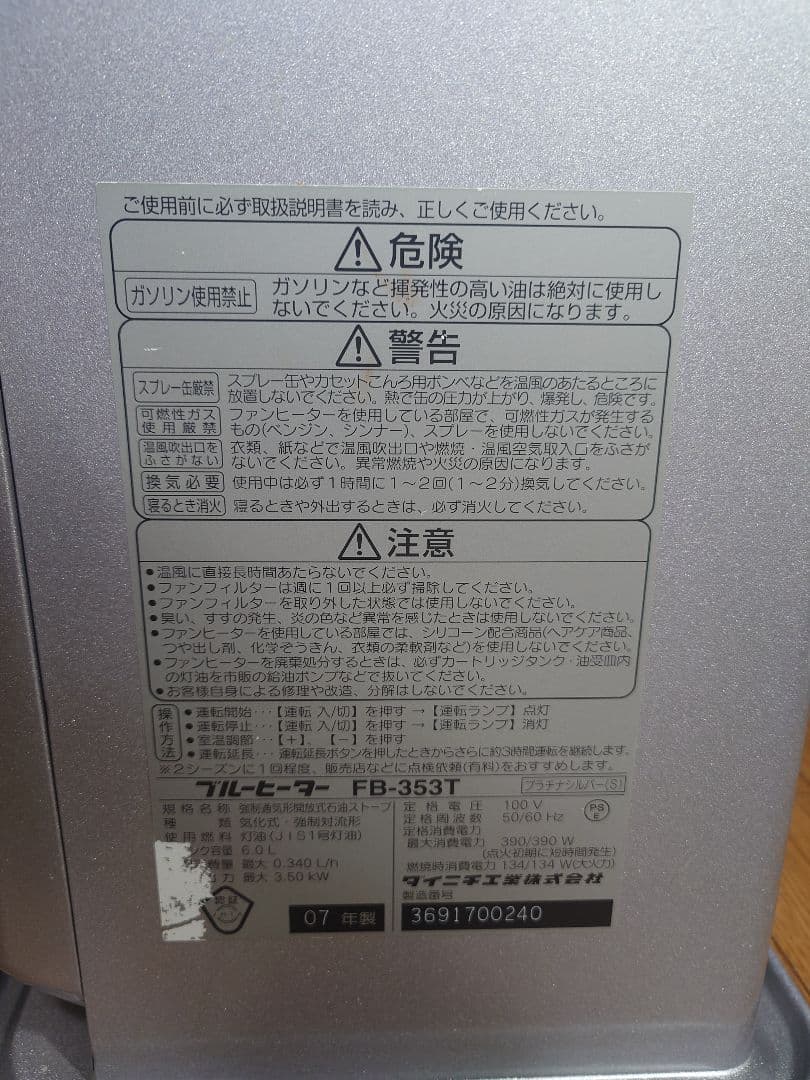 ご使用前に必ず取扱説明書を読み、正しくご使用ください。
危険
ガソリン使用禁止
ガソリンなど揮発性の高い油は絶対に使用し
ないでください。火災の原因になります。
警告
スプレー缶厳禁
スプレー缶やカセットこんろ用ボンベなどを温風のあたるところに
放置しないでください。熱で缶の圧力が上がり、爆発し、危険です。
可燃性ガス
使用厳禁
ファンヒーターを使用している部屋で、可燃性ガスが発生する
もの(ベンジン、シンナー)、スプレーを使用しないでください。
温風吹出口を
ふさがない
衣類、紙などで温風吹出口や燃焼・温風空気取入口をふさが
ないでください。異常燃焼や火災の原因になります。
換気必要
使用中は必ず1時間に1〜2回(1〜2分)換気してください。
寝るとき消火
寝るときや外出するときは、必ず消火してください。
注意
●温風に直接長時間あたらないでください。
●ファンフィルターは週に1回以上必ず掃除してください。
●ファンフィルターを取り外した状態では使用しないでください。
●臭い、すすの発生、炎の色など異常を感じたときは使用しないでください。
●ファンヒーターを使用している部屋では、シリコーン配合商品(ヘアケア商品、
つや出し剤、化学ぞうきん、衣類の柔軟剤など)を使用しないでください。
●ファンヒーターを廃棄処分するときは、必ずカートリッジタンク・油受皿内
の灯油を市販の給油ポンプなどで抜いてください。
●お客様自身による修理や改造、分解はしないでください。
操作方法
●運転開始・・・【運転 入/切】を押す → 【運転ランプ】点灯
●運転停止・・・【運転 入/切】を押す → 【運転ランプ】消灯
●室温調節・・・【+】、【−】を押す
●運転延長・・・運転延長ボタンを押したときからさらに約3時間運転を継続します。
※2シーズンに1回程度、販売店などに点検依頼(有料)をおすすめします。
ブルーヒーター FB-353T
プラチナシルバー(S)
規格名称 強制通気形開放式石油ストーブ
種類 気化式・強制対流形
使用燃料 灯油(JIS1号灯油)
ンク容量 6.0L
費量 最大 0.340L/h
力 最大 3.50kW
認証
07 年製
定格電圧 100V
定格周波数 50/60Hz
定格消費電力
最大消費電力 390/390W
(点火初期に短時間発生)
燃焼時消費電力 134/134W(大火力)
PS
E
ダイニチ工業株式会社
製造番号
3691700240